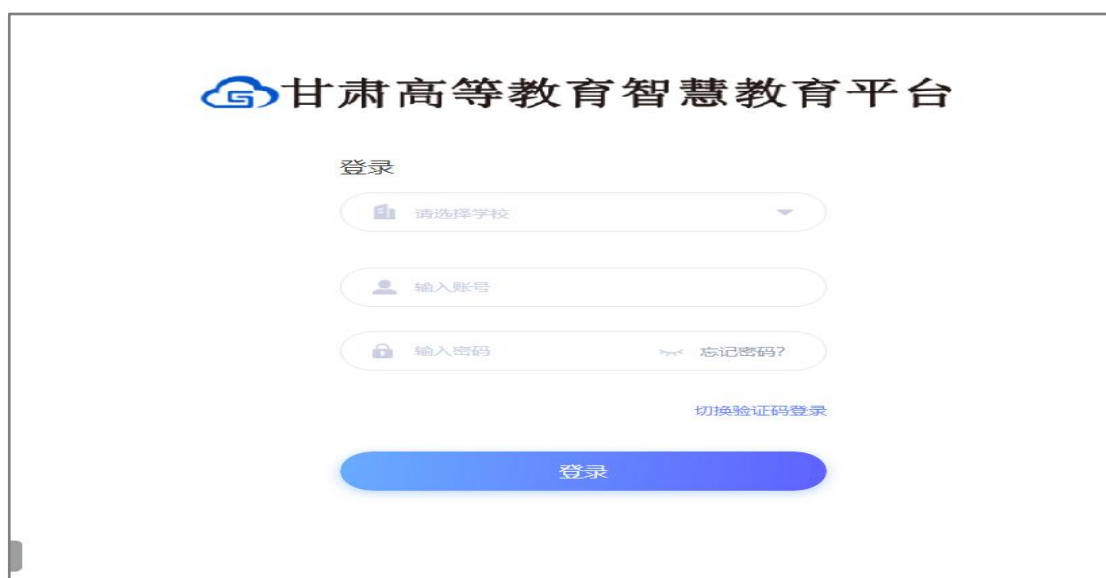 甘肃高等教育智慧教育平台
登录
请选择学校
输入账号
输入密码 忘记密码?
切换验证码登录
登录